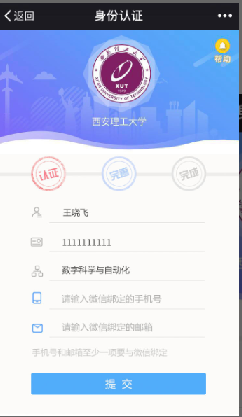 返回
身份认证
帮助
西安理工大学
认证
完善
完成
王晓飞
1111111111
数字科学与自动化
请输入微信绑定的手机号
请输入微信绑定的邮箱
手机号和邮箱至少一项要与微信绑定
提 交